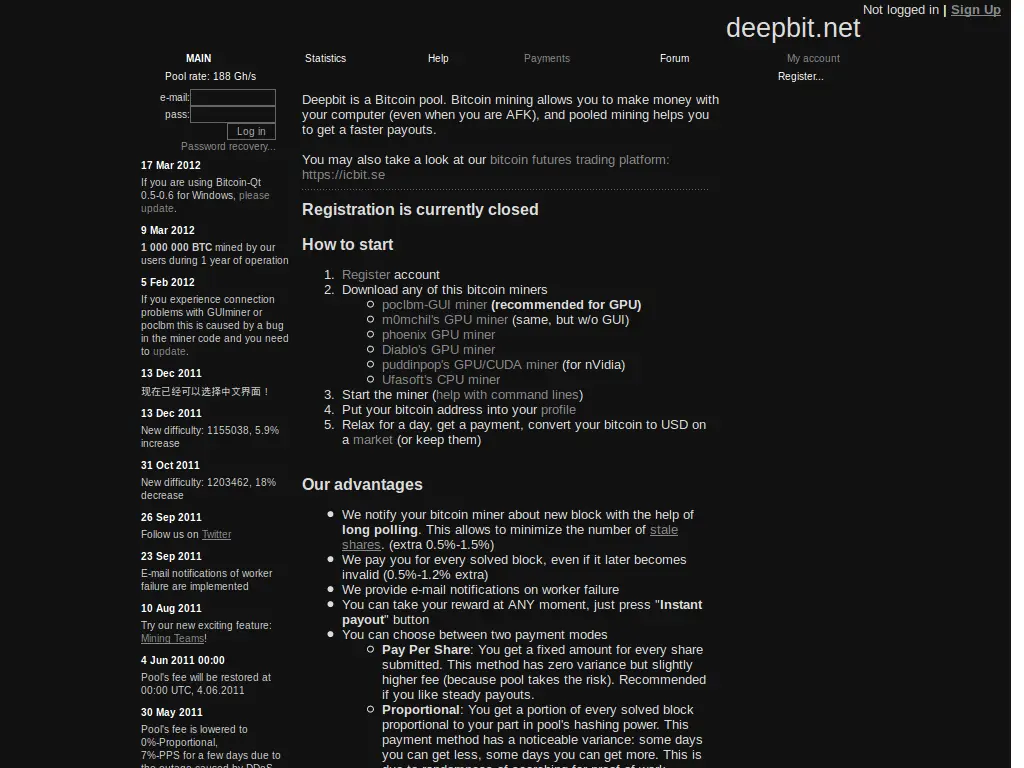 Not logged in | Sign Up
deepbit.net
MAIN Statistics Help Payments Forum My account
Pool rate: 188 Gh/s Register...
e-mail:
pass:
Log in
Password recovery...
17 Mar 2012
If you are using Bitcoin-Qt
0.5-0.6 for Windows, please
update.
9 Mar 2012
1 000 000 BTC mined by our
users during 1 year of operation
5 Feb 2012
If you experience connection
problems with GUIminer or
poclbm this is caused by a bug
in the miner code and you need
to update.
13 Dec 2011
现在已经可以选择中文界面！
13 Dec 2011
New difficulty: 1155038, 5.9%
increase
31 Oct 2011
New difficulty: 1203462, 18%
decrease
26 Sep 2011
Follow us on Twitter
23 Sep 2011
E-mail notifications of worker
failure are implemented
10 Aug 2011
Try our new exciting feature:
Mining Teams!
4 Jun 2011 00:00
Pool's fee will be restored at
00:00 UTC, 4.06.2011
30 May 2011
Pool's fee is lowered to
0%-Proportional,
7%-PPS for a few days due to
the outage caused by DDoS
Deepbit is a Bitcoin pool. Bitcoin mining allows you to make money with
your computer (even when you are AFK), and pooled mining helps you
to get a faster payouts.
You may also take a look at our bitcoin futures trading platform:
https://icbit.se
Registration is currently closed
How to start
1. Register account
2. Download any of this bitcoin miners
poclbm-GUI miner (recommended for GPU)
m0mchil's GPU miner (same, but w/o GUI)
phoenix GPU miner
Diablo's GPU miner
puddinpop's GPU/CUDA miner (for nVidia)
Ufasoft's CPU miner
3. Start the miner (help with command lines)
4. Put your bitcoin address into your profile
5. Relax for a day, get a payment, convert your bitcoin to USD on
a market (or keep them)
Our advantages
We notify your bitcoin miner about new block with the help of
long polling. This allows to minimize the number of stale
shares. (extra 0.5%-1.5%)
We pay you for every solved block, even if it later becomes
invalid (0.5%-1.2% extra)
We provide e-mail notifications on worker failure
You can take your reward at ANY moment, just press "Instant
payout" button
You can choose between two payment modes
Pay Per Share: You get a fixed amount for every share
submitted. This method has zero variance but slightly
higher fee (because pool takes the risk). Recommended
if you like steady payouts.
Proportional: You get a portion of every solved block
proportional to your part in pool's hashing power. This
payment method has a noticeable variance: some days
you can get less, some days you can get more. This is
due to randomness of searching for proof of work